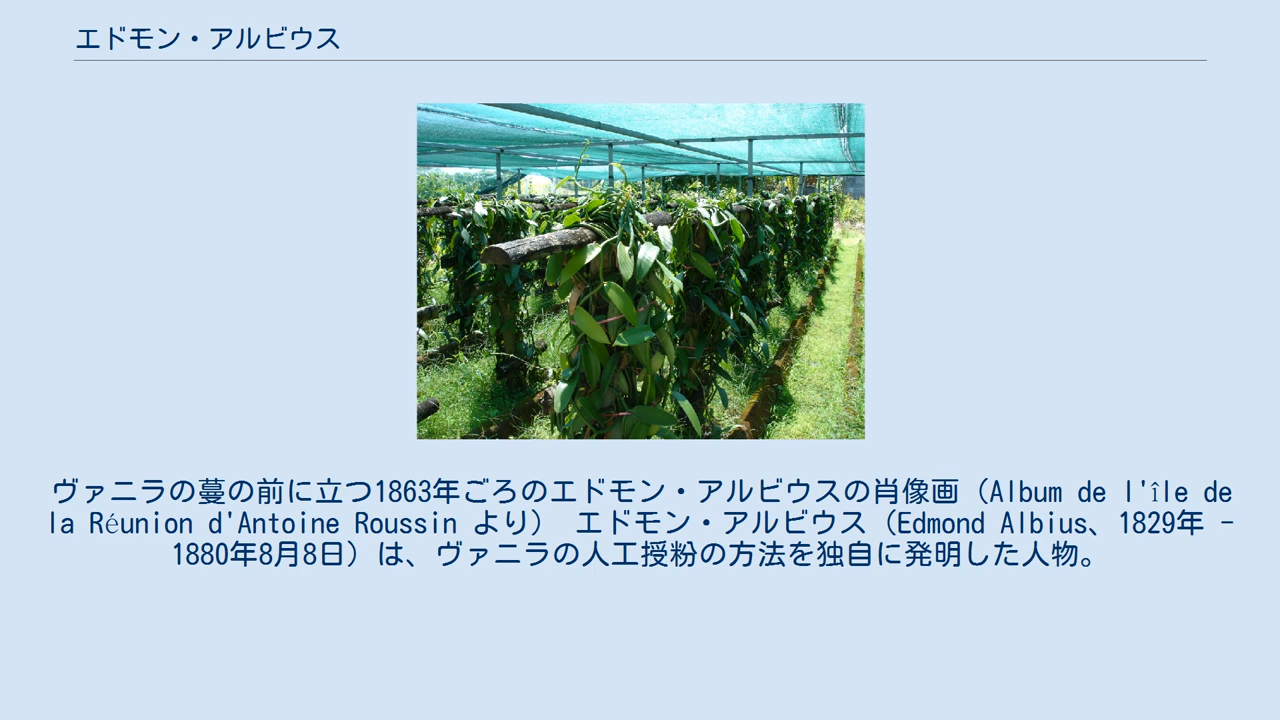 エドモン・アルビウス
ヴァニラの蔓の前に立つ1863年ごろのエドモン・アルビウスの肖像画（Album de l'île de
la Réunion d'Antoine Roussin より） エドモン・アルビウス（Edmond Albius、1829年 -
1880年8月8日）は、ヴァニラの人工授粉の方法を独自に発明した人物。